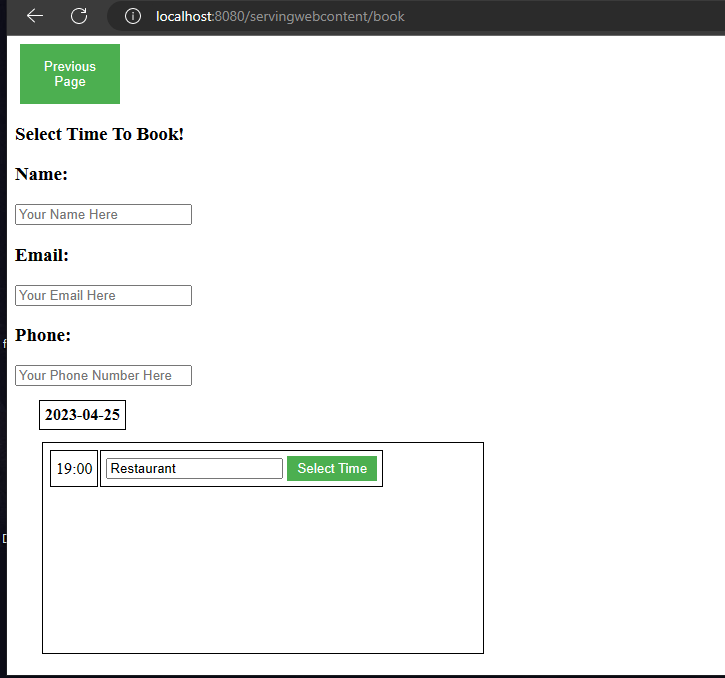 localhost:8080/servingwebcontent/book
Previous
Page
Select Time To Book!
Name:
Your Name Here
Email:
Your Email Here
Phone:
Your Phone Number Here
2023-04-25
19:00 Restaurant Select Time